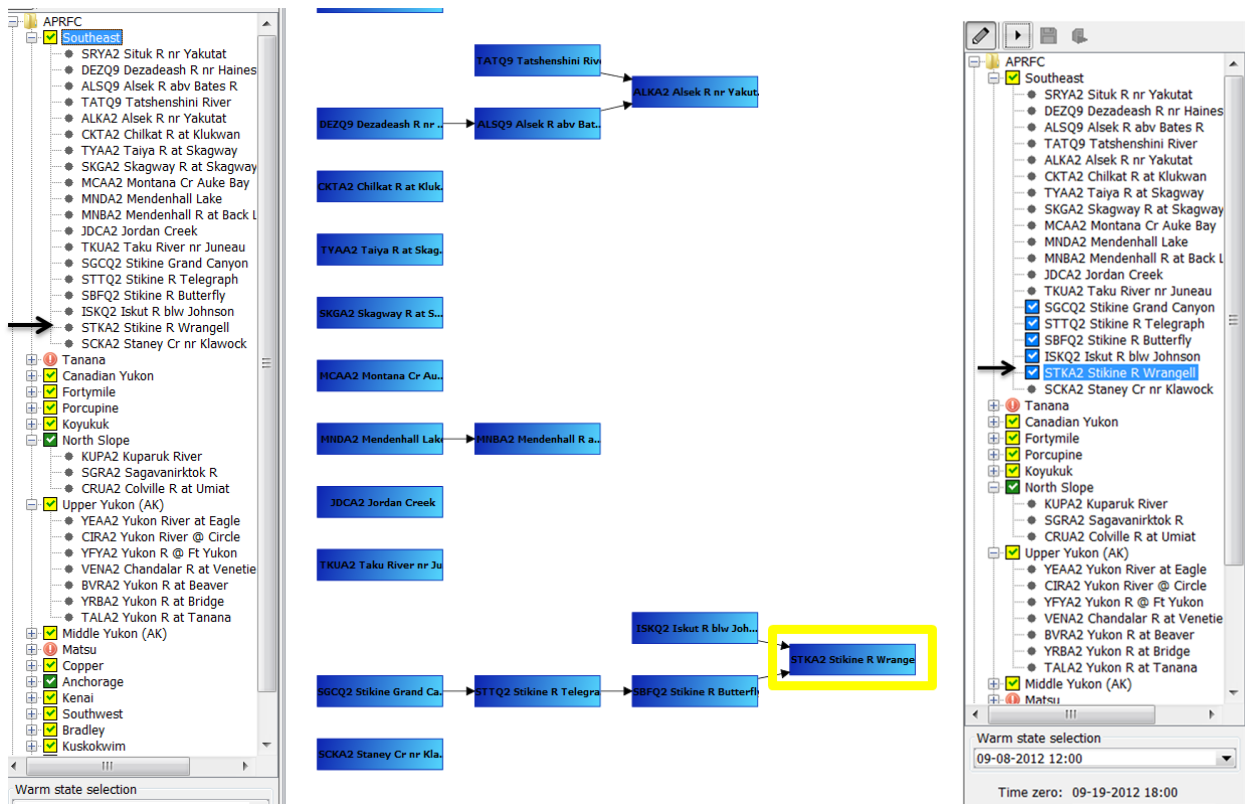 APRFC
Southeast
SRYA2 Situk R nr Yakutat
DEZQ9 Dezadeash R nr Haines
ALSQ9 Alsek R abv Bates R
TATQ9 Tatshenshini River
ALKA2 Alsek R nr Yakutat
CKTA2 Chilkat R at Klukwan
TYAA2 Taiya R at Skagway
SKGA2 Skagway R at Skagway
MCAA2 Montana Cr Auke Bay
MNDA2 Mendenhall Lake
MNBA2 Mendenhall R at Back L
JDCA2 Jordan Creek
TKUA2 Taku River nr Juneau
SGCQ2 Stikine Grand Canyon
STTQ2 Stikine R Telegraph
SBFQ2 Stikine R Butterfly
ISKQ2 Iskut R blw Johnson
STKA2 Stikine R Wrangell
SCKA2 Staney Cr nr Klawock
Tanana
Canadian Yukon
Fortymile
Porcupine
Koyukuk
North Slope
KUPA2 Kuparuk River
SGRA2 Sagavanirktok R
CRUA2 Colville R at Umiat
Upper Yukon (AK)
YEAA2 Yukon River at Eagle
CIRA2 Yukon River @ Circle
YFYA2 Yukon R @ Ft Yukon
VENA2 Chandalar R at Venetie
BVRA2 Yukon R at Beaver
YRBA2 Yukon R at Bridge
TALA2 Yukon R at Tanana
Middle Yukon (AK)
Matsu
Copper
Anchorage
Kenai
Southwest
Bradley
Kuskokwim
Warm state selection
TATQ9 Tatshenshini Riv
ALKA2 Alsek R nr Yakut.
DEZQ9 Dezadeash R nr ..
ALSQ9 Alsek R abv Bat..
CKTA2 Chilkat R at Kluk.
TYAA2 Taiya R at Skag.
SKGA2 Skagway R at S...
MCAA2 Montana Cr Au..
MNDA2 Mendenhall Lake
MNBA2 Mendenhall R a..
JDCA2 Jordan Creek
TKUA2 Taku River nr Ju
ISKQ2 Iskut R blw Joh...
STKA2 Stikine R Wrange
SGCQ2 Stikine Grand Ca.
STTQ2 Stikine R Telegra
SBFQ2 Stikine R Butterfl
SCKA2 Staney Cr nr Kla.
APRFC
Southeast
SRYA2 Situk R nr Yakutat
DEZQ9 Dezadeash R nr Haines
ALSQ9 Alsek R abv Bates R
TATQ9 Tatshenshini River
ALKA2 Alsek R nr Yakutat
CKTA2 Chilkat R at Klukwan
TYAA2 Taiya R at Skagway
SKGA2 Skagway R at Skagway
MCAA2 Montana Cr Auke Bay
MNDA2 Mendenhall Lake
MNBA2 Mendenhall R at Back L
JDCA2 Jordan Creek
TKUA2 Taku River nr Juneau
SGCQ2 Stikine Grand Canyon
STTQ2 Stikine R Telegraph
SBFQ2 Stikine R Butterfly
ISKQ2 Iskut R blw Johnson
STKA2 Stikine R Wrangell
SCKA2 Staney Cr nr Klawock
Tanana
Canadian Yukon
Fortymile
Porcupine
Koyukuk
North Slope
KUPA2 Kuparuk River
SGRA2 Sagavanirktok R
CRUA2 Colville R at Umiat
Upper Yukon (AK)
YEAA2 Yukon River at Eagle
CIRA2 Yukon River @ Circle
YFYA2 Yukon R @ Ft Yukon
VENA2 Chandalar R at Venetie
BVRA2 Yukon R at Beaver
YRBA2 Yukon R at Bridge
TALA2 Yukon R at Tanana
Middle Yukon (AK)
Matsu
Warm state selection
09-08-2012 12:00
Time zero: 09-19-2012 18:00